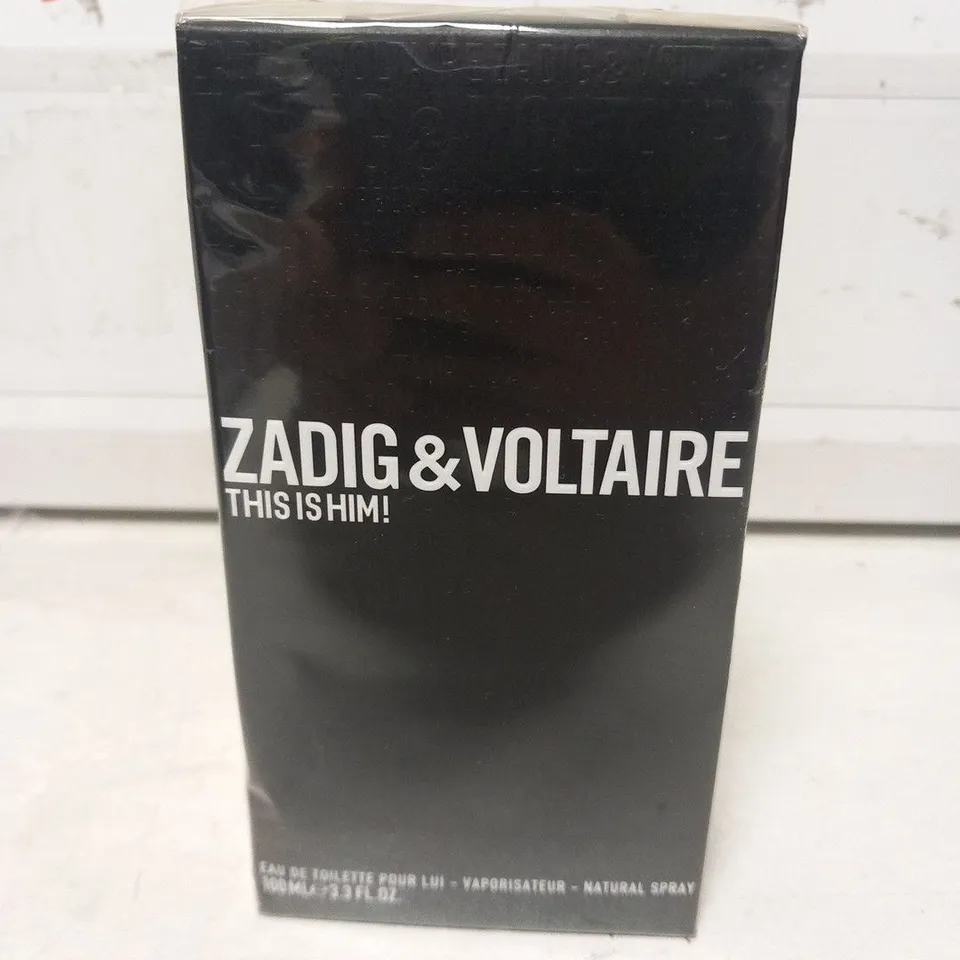 ZADIG & VOLTAIRE
THIS IS HIM!
EAU DE TOILETTE POUR LUI - VAPORISATEUR - NATURAL SPRAY
100 ML e 3.3 FL.OZ.